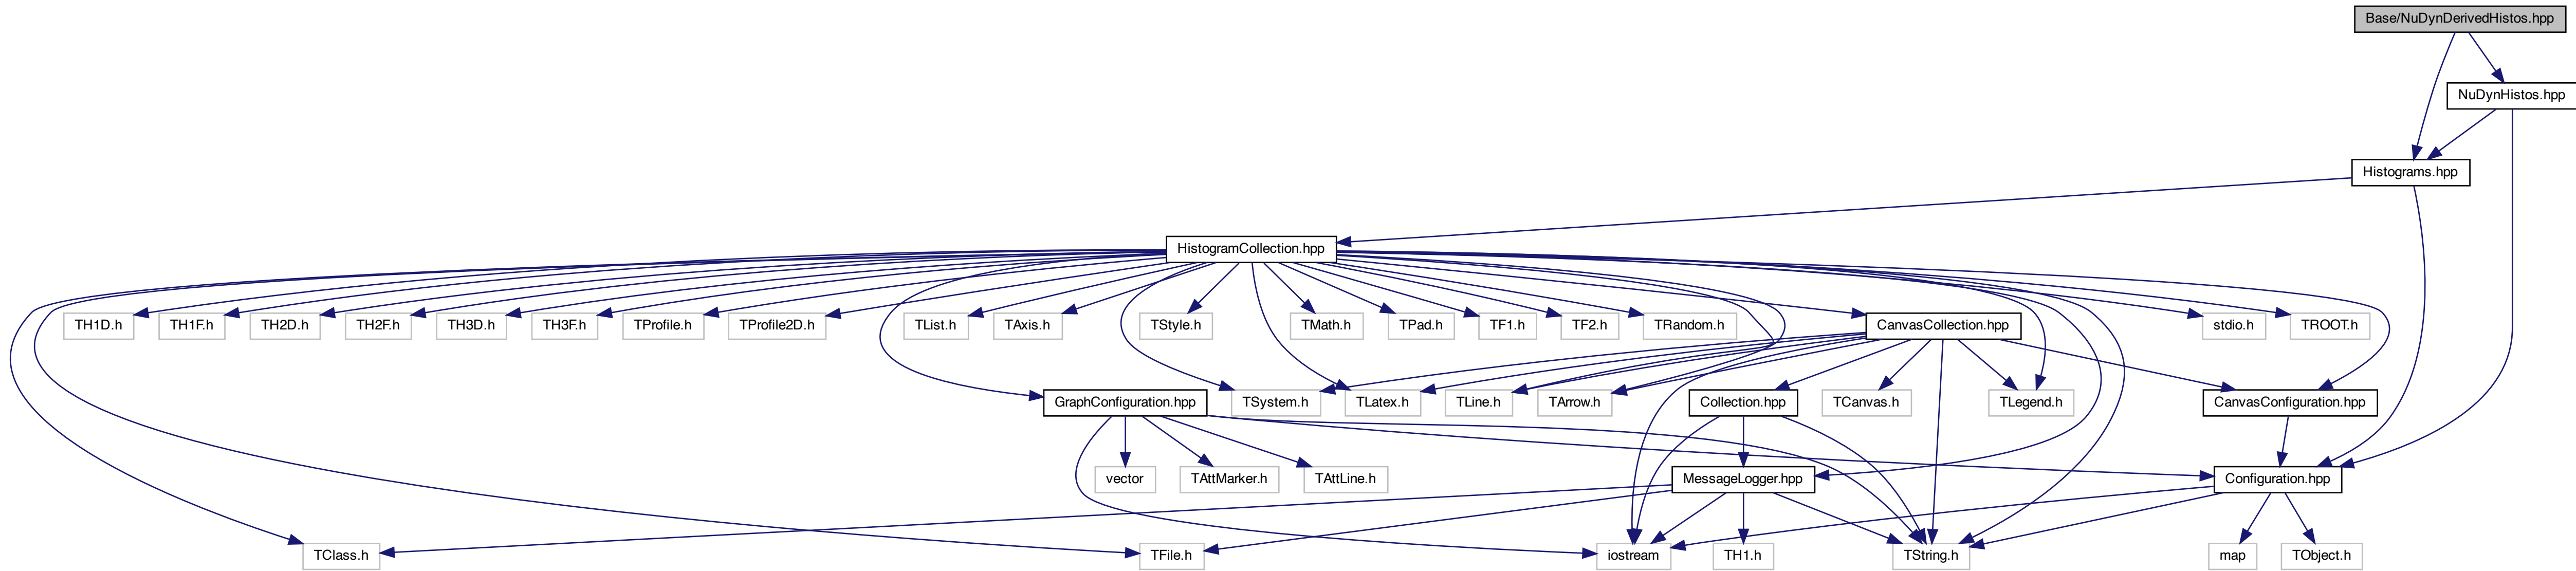 Base/NuDynDerivedHistos.hpp
NuDynHistos.hpp
Histograms.hpp
HistogramCollection.hpp
TH1D.h
TH1F.h
TH2D.h
TH2F.h
TH3D.h
TH3F.h
TProfile.h
TProfile2D.h
TList.h
TAxis.h
TStyle.h
TMath.h
TPad.h
TF1.h
TF2.h
TRandom.h
CanvasCollection.hpp
stdio.h
TROOT.h
GraphConfiguration.hpp
TSystem.h
TLatex.h
TLine.h
TArrow.h
Collection.hpp
TCanvas.h
TLegend.h
CanvasConfiguration.hpp
vector
TAttMarker.h
TAttLine.h
MessageLogger.hpp
Configuration.hpp
TClass.h
TFile.h
iostream
TH1.h
TString.h
map
TObject.h